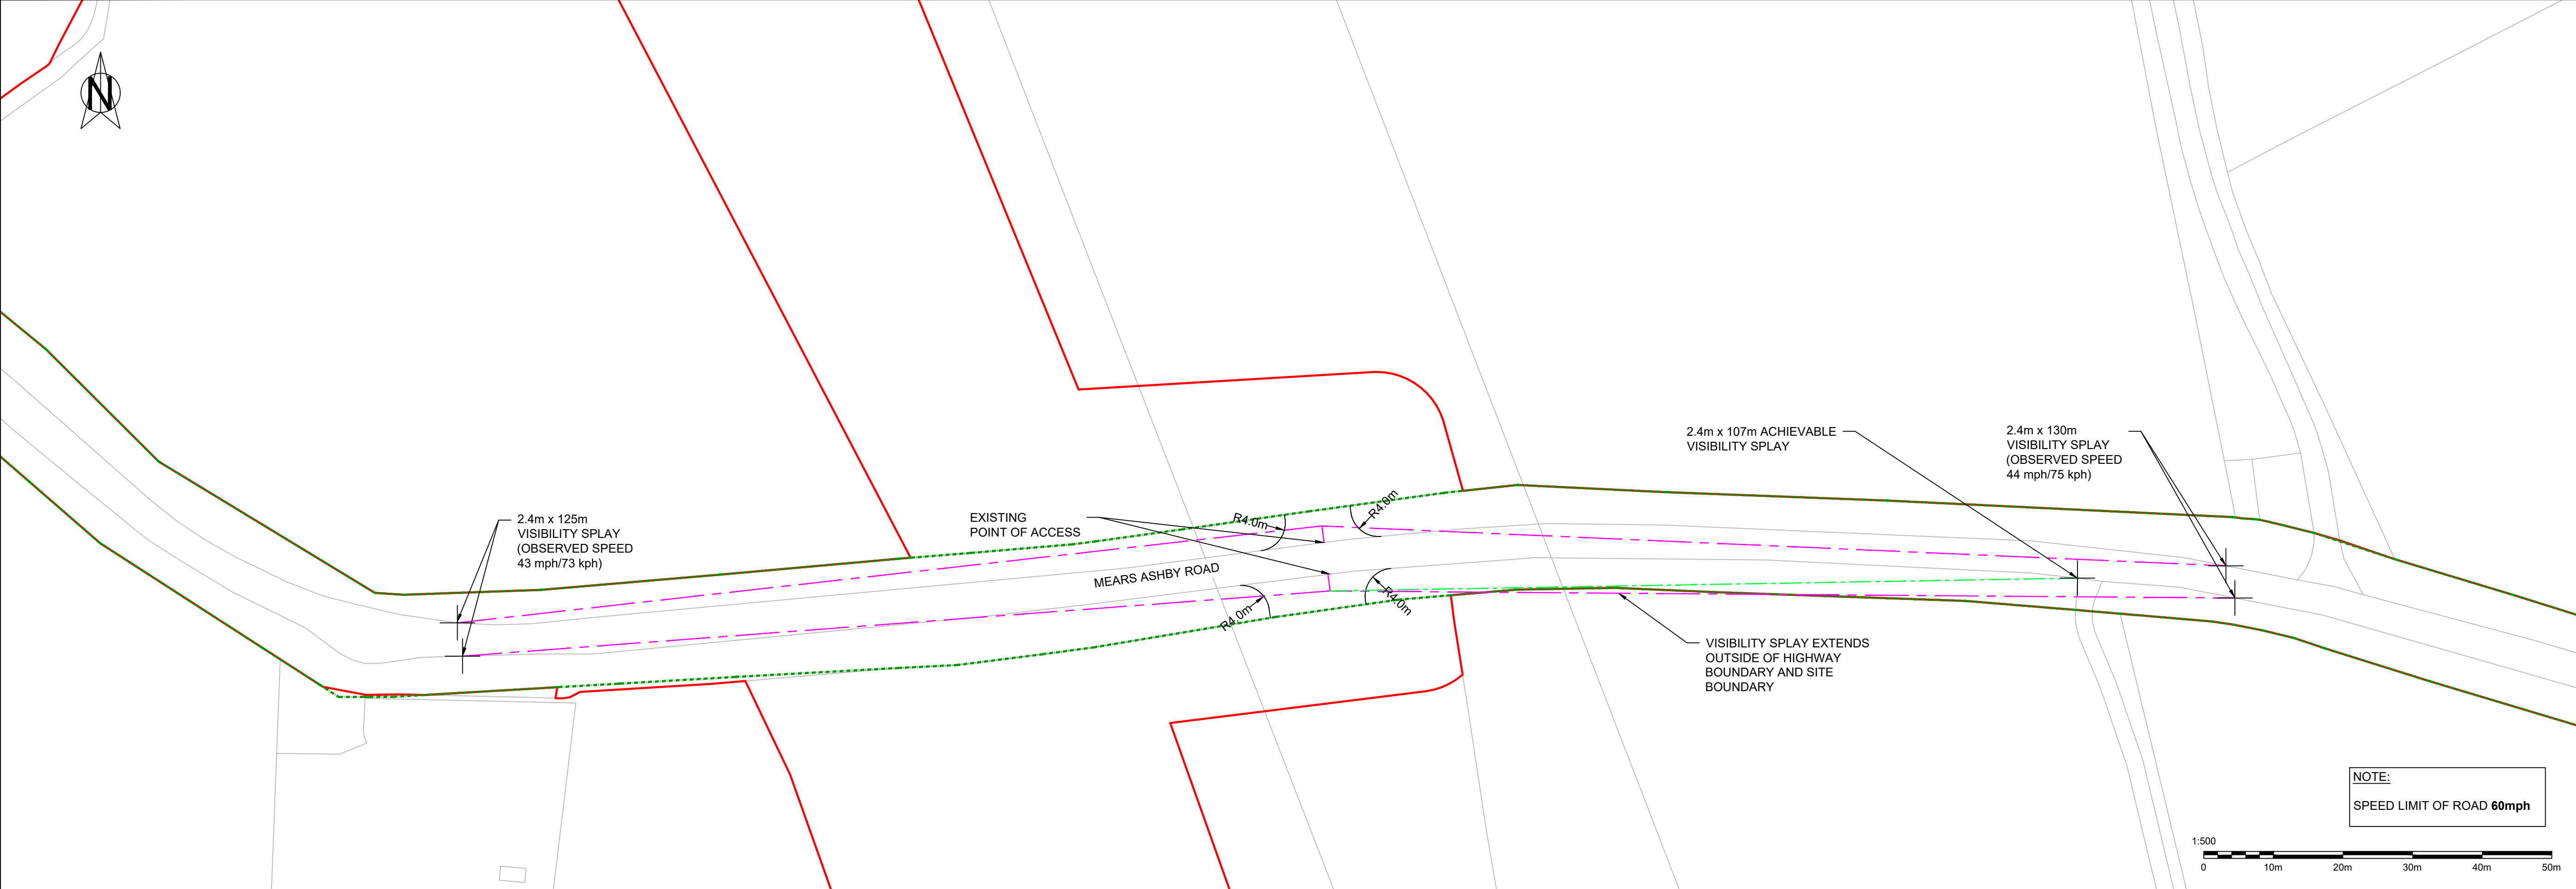 N
2.4m x 107m ACHIEVABLE
VISIBILITY SPLAY
2.4m x 130m
VISIBILITY SPLAY
(OBSERVED SPEED
44 mph/75 kph)
2.4m x 125m
VISIBILITY SPLAY
(OBSERVED SPEED
43 mph/73 kph)
EXISTING
POINT OF ACCESS
R4.0m
R4.0m
MEARS ASHBY ROAD
R4.0m
R4.0m
VISIBILITY SPLAY EXTENDS
OUTSIDE OF HIGHWAY
BOUNDARY AND SITE
BOUNDARY
NOTE:
SPEED LIMIT OF ROAD 60mph
1:500
0 10m 20m 30m 40m 50m